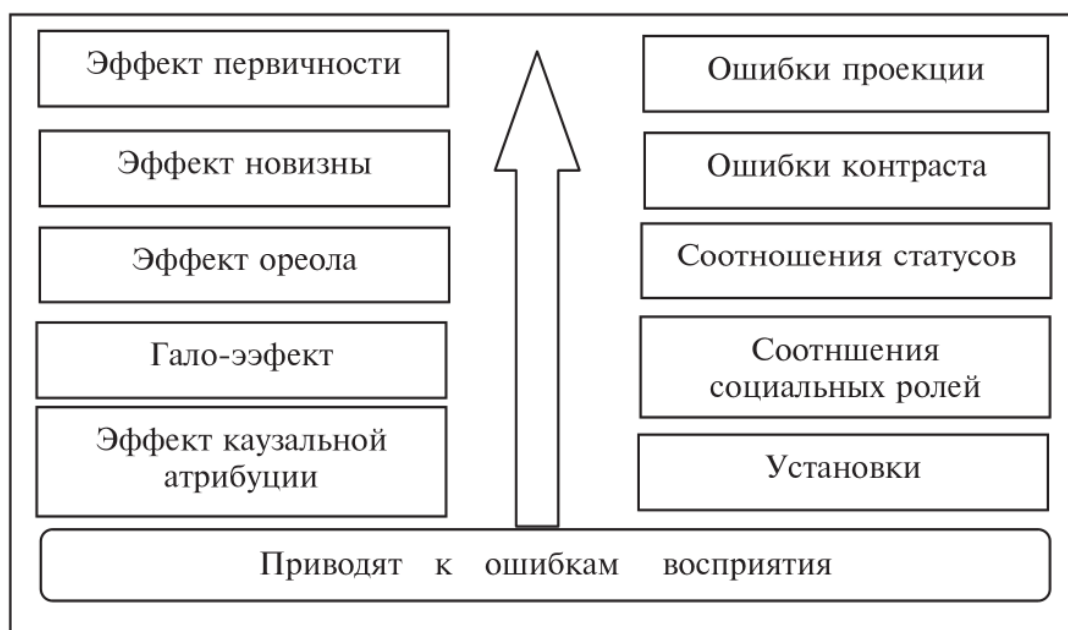 Эффект первичности
Эффект новизны
Эффект ореола
Гало-ээфект
Эффект каузальной
атрибуции
Ошибки проекции
Ошибки контраста
Соотношения статусов
Соотншения
социальных ролей
Установки
Приводят к ошибкам восприятия